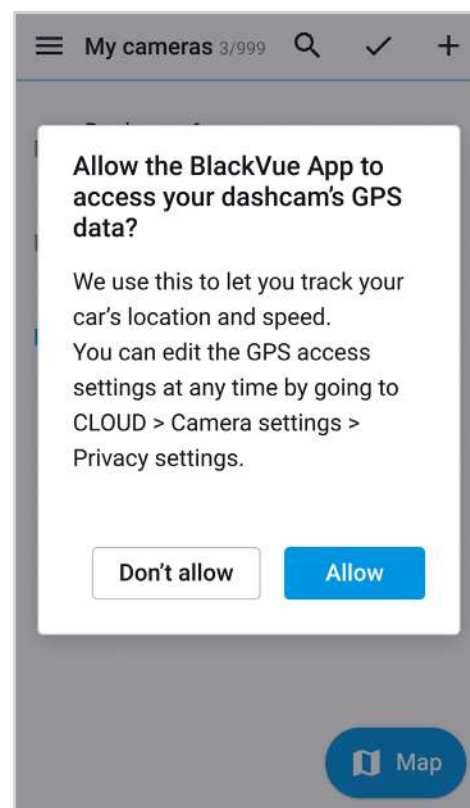 My cameras 3/999
Allow the BlackVue App to
access your dashcam's GPS
data?
We use this to let you track your
car's location and speed.
You can edit the GPS access
settings at any time by going to
CLOUD > Camera settings >
Privacy settings.
Don't allow
Allow
Map